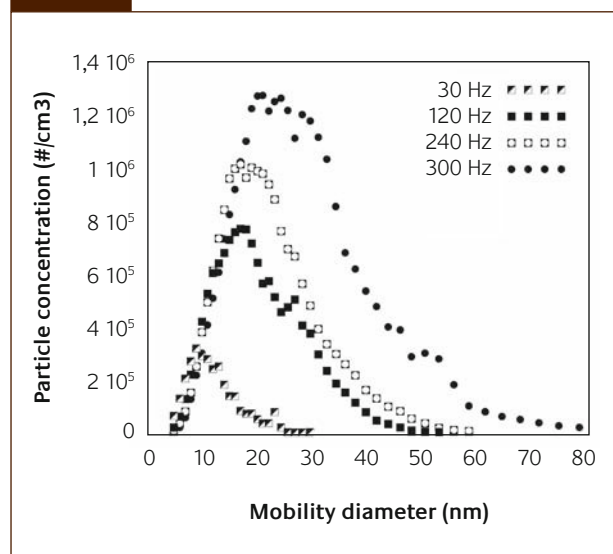 Particle concentration (#/cm3)
1,4 10⁶
1,2 10⁶
1 10⁶
8 10⁵
6 10⁵
4 10⁵
2 10⁵
0
30 Hz
120 Hz
240 Hz
300 Hz
0 10 20 30 40 50 60 70 80
Mobility diameter (nm)